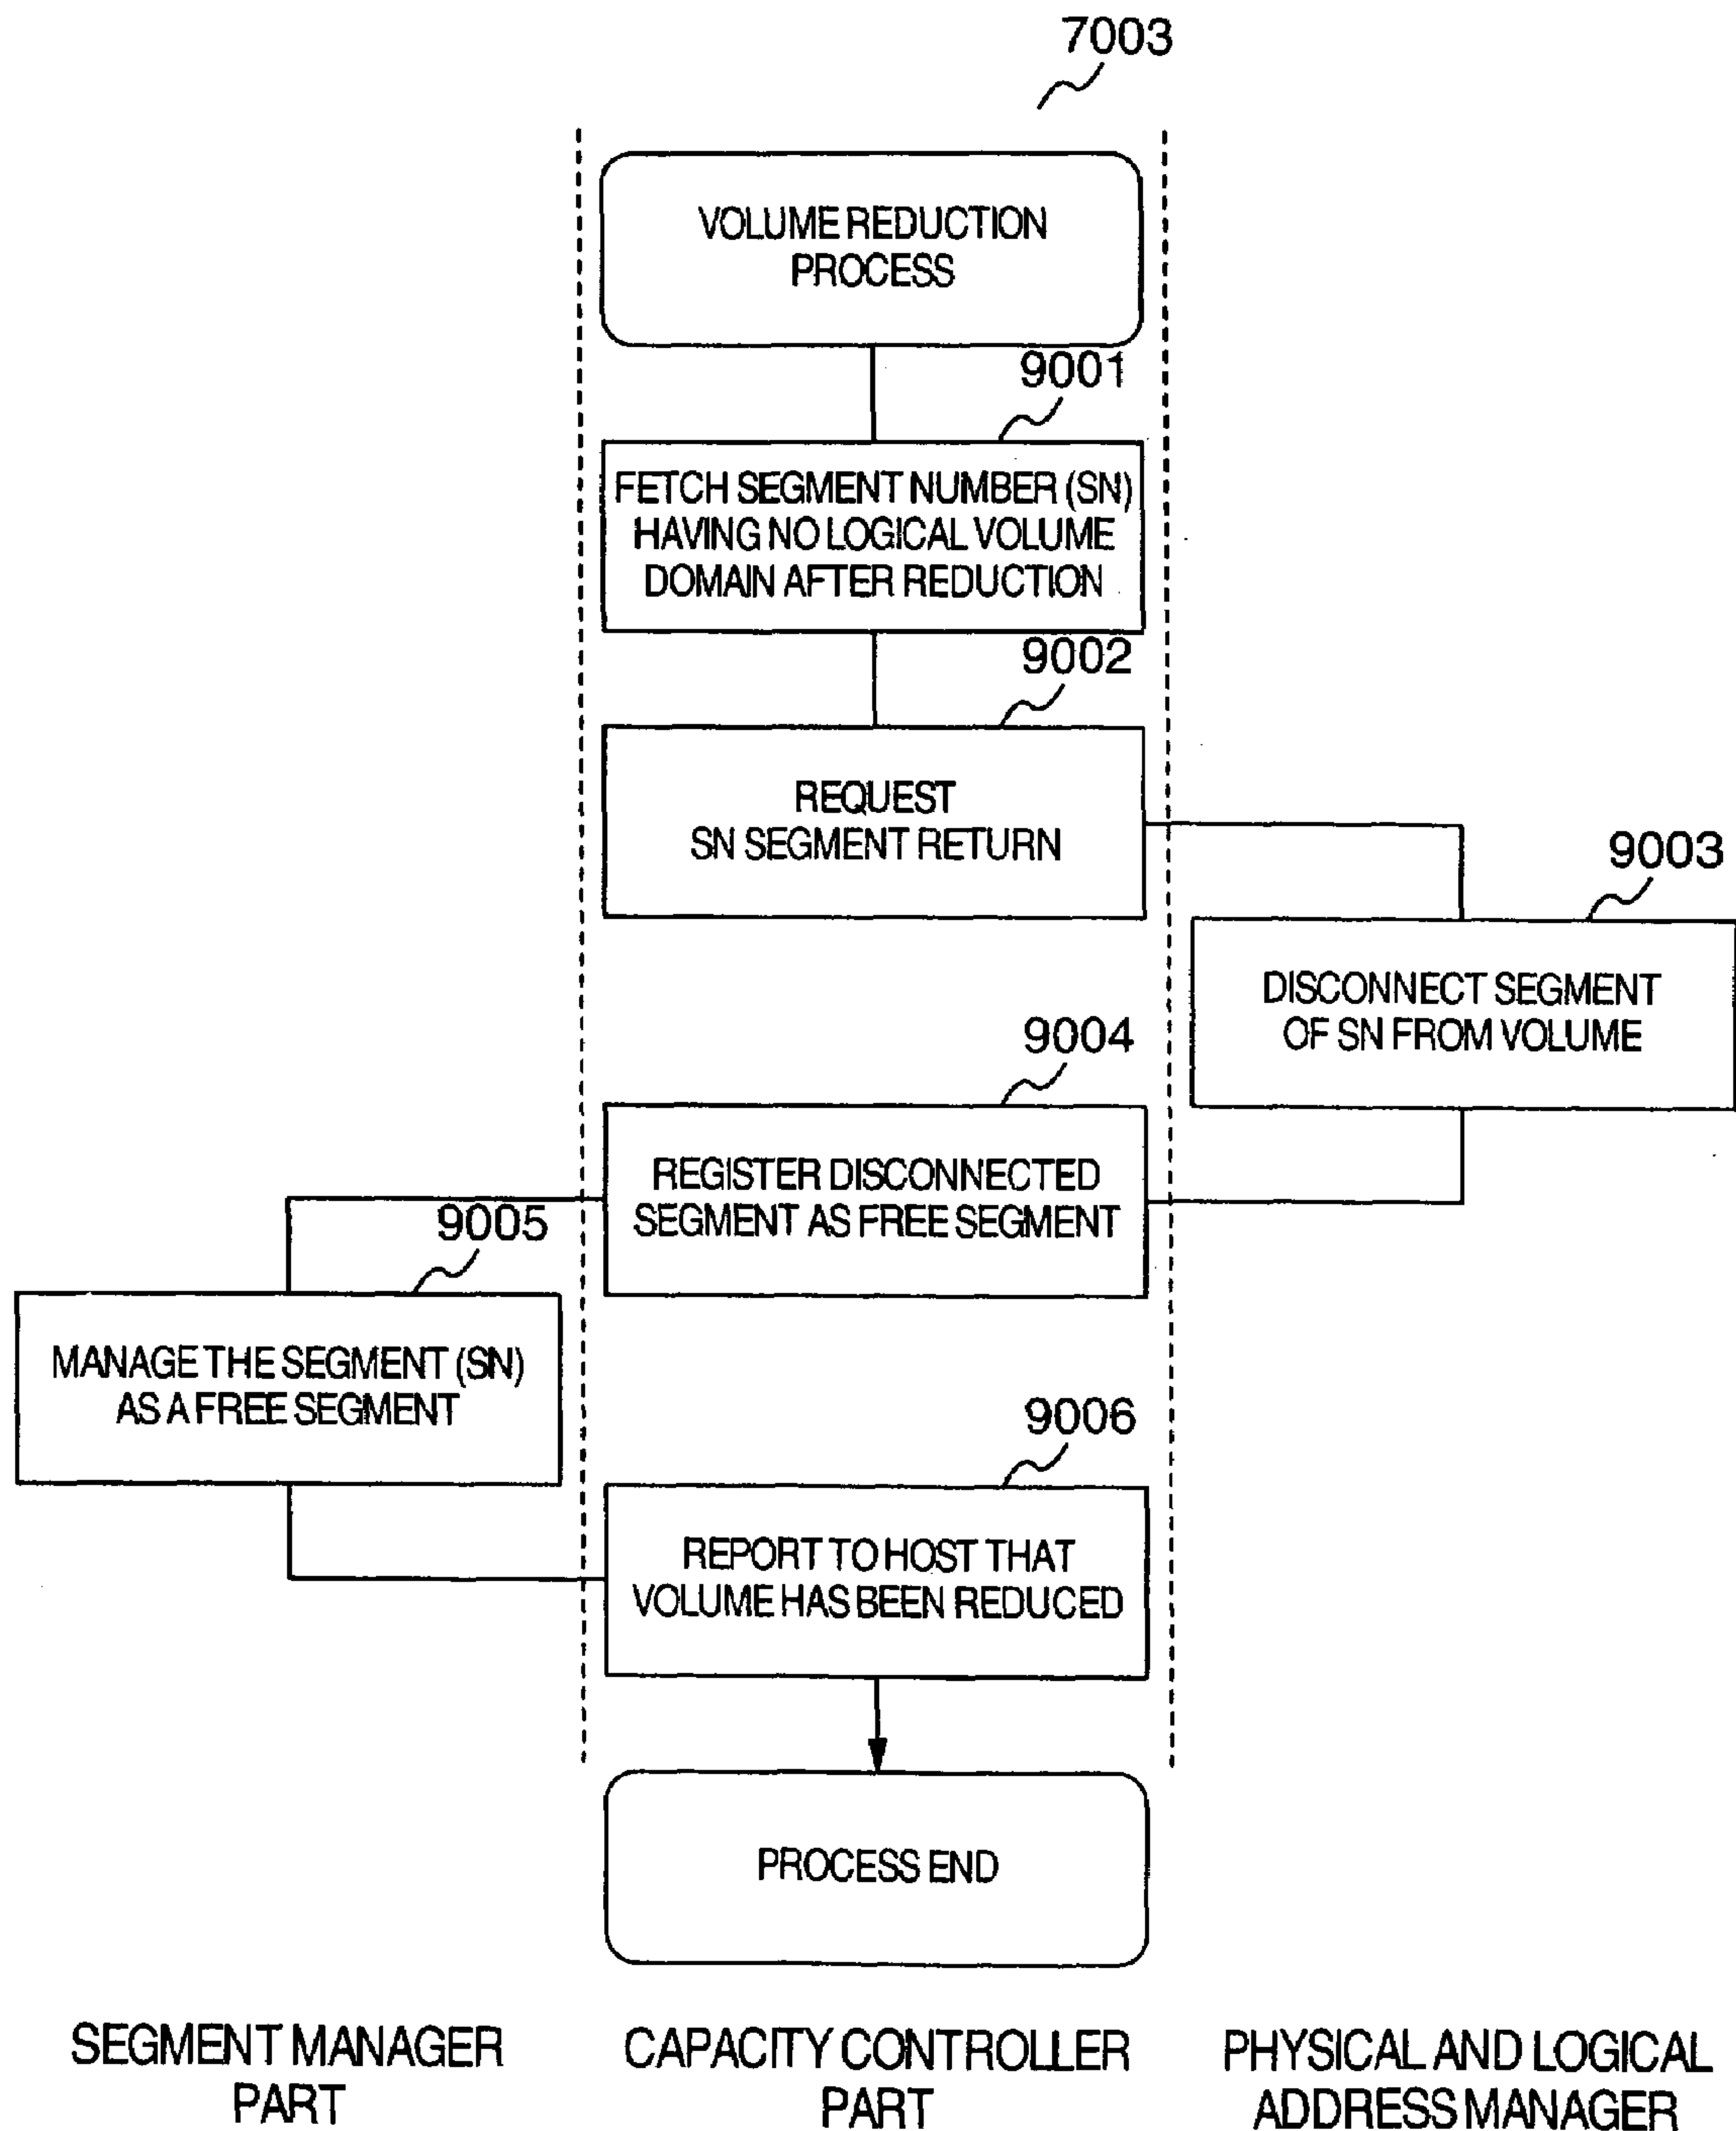 7003
VOLUME REDUCTION
PROCESS
9001
FETCH SEGMENT NUMBER (SN)
HAVING NO LOGICAL VOLUME
DOMAIN AFTER REDUCTION
9002
REQUEST
SN SEGMENT RETURN
9003
DISCONNECT SEGMENT
OF SN FROM VOLUME
9004
REGISTER DISCONNECTED
SEGMENT AS FREE SEGMENT
9005
MANAGE THE SEGMENT (SN)
AS A FREE SEGMENT
9006
REPORT TO HOST THAT
VOLUME HAS BEEN REDUCED
PROCESS END
SEGMENT MANAGER
PART
CAPACITY CONTROLLER
PART
PHYSICAL AND LOGICAL
ADDRESS MANAGER